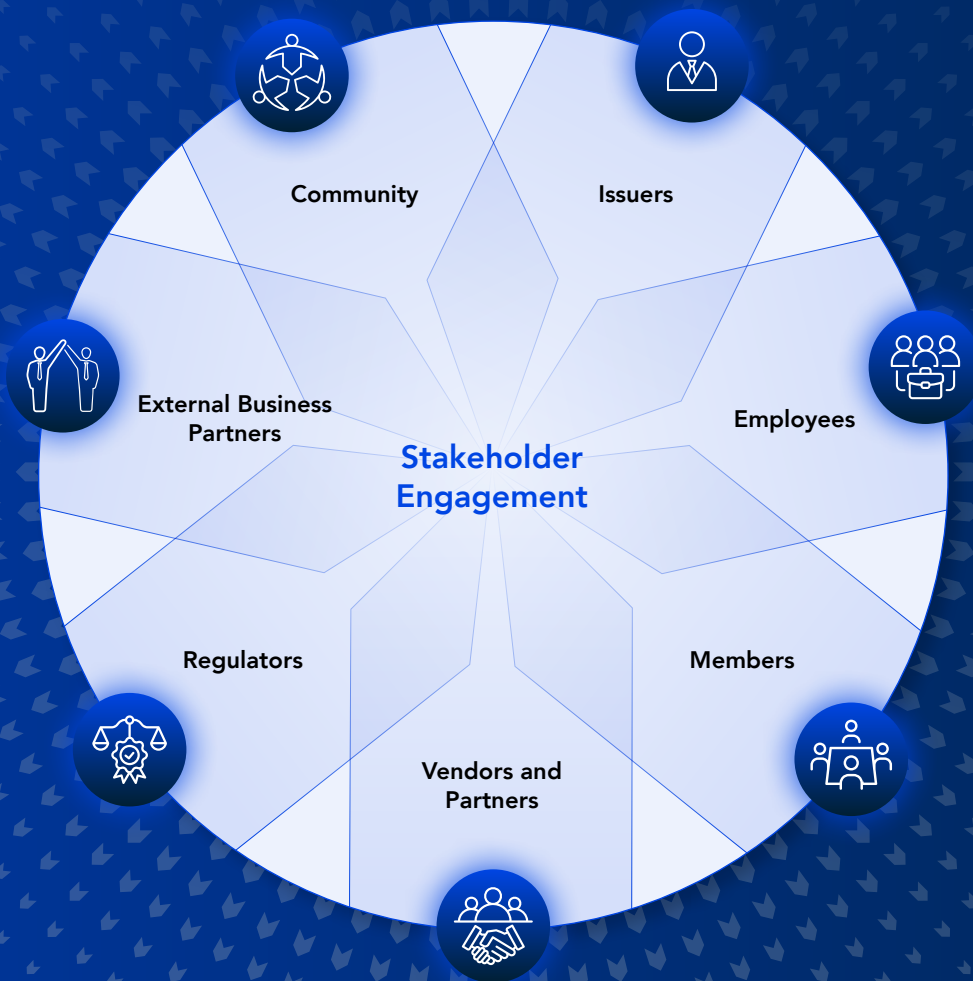 Community
Issuers
External Business
Partners
Employees
Stakeholder
Engagement
Regulators
Members
Vendors and
Partners